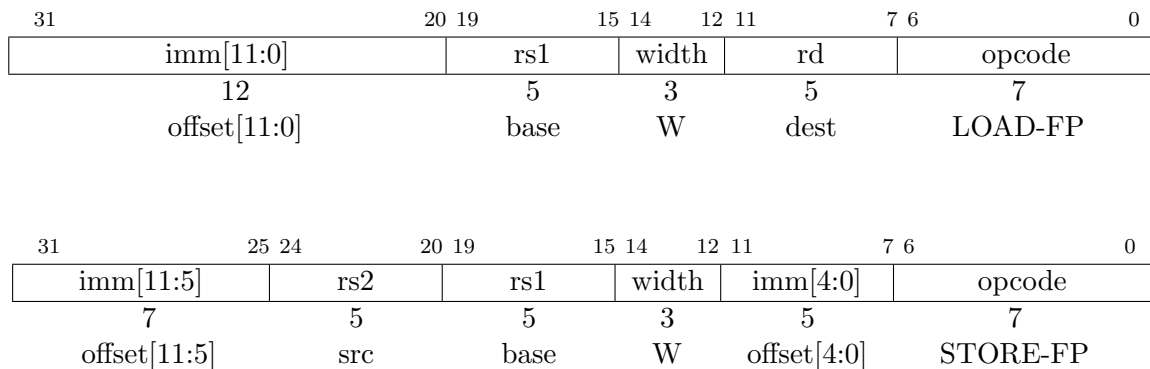 31 20 19 15 14 12 11 7 6 0
imm[11:0] rs1 width rd opcode
12 5 3 5 7
offset[11:0] base W dest LOAD-FP
31 25 24 20 19 15 14 12 11 7 6 0
imm[11:5] rs2 rs1 width imm[4:0] opcode
7 5 5 3 5 7
offset[11:5] src base W offset[4:0] STORE-FP